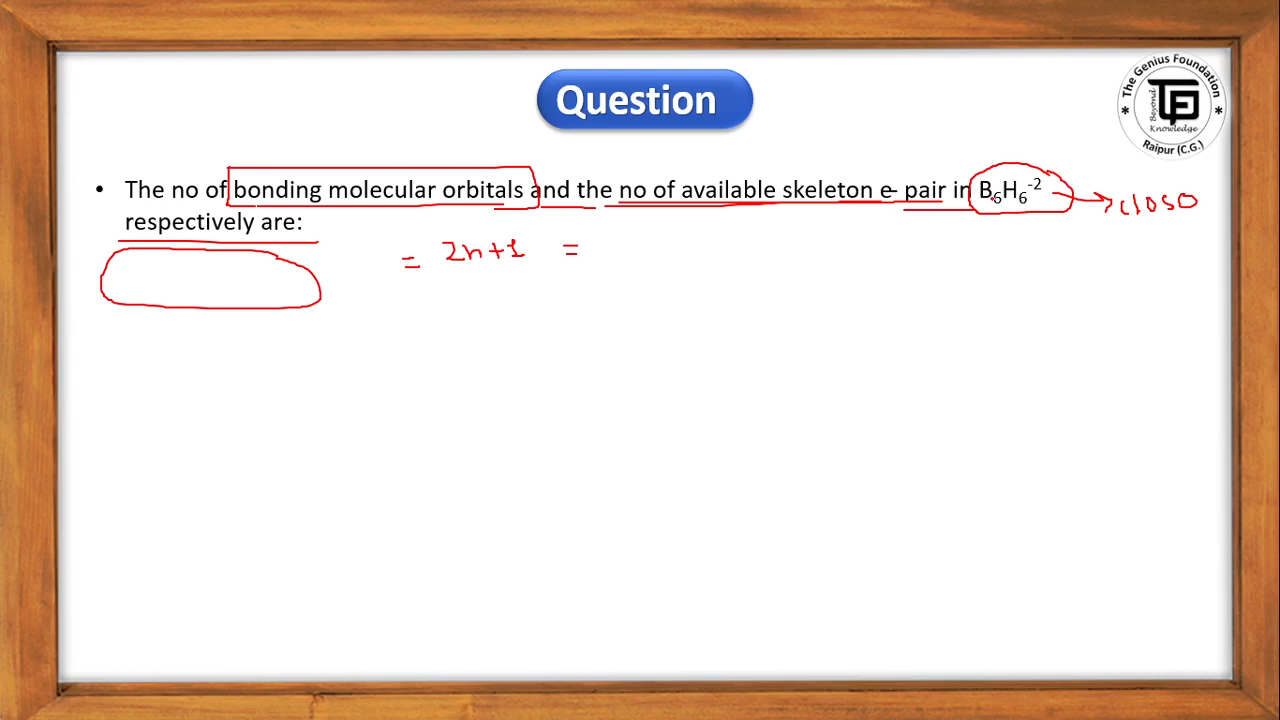 Question
The Genius Foundation
Beyond
Knowledge
* Raipur (C.G.) *
• The no of bonding molecular orbitals and the no of available skeleton e- pair in B₆H₆⁻² → closo
respectively are:
= 2n+1 =